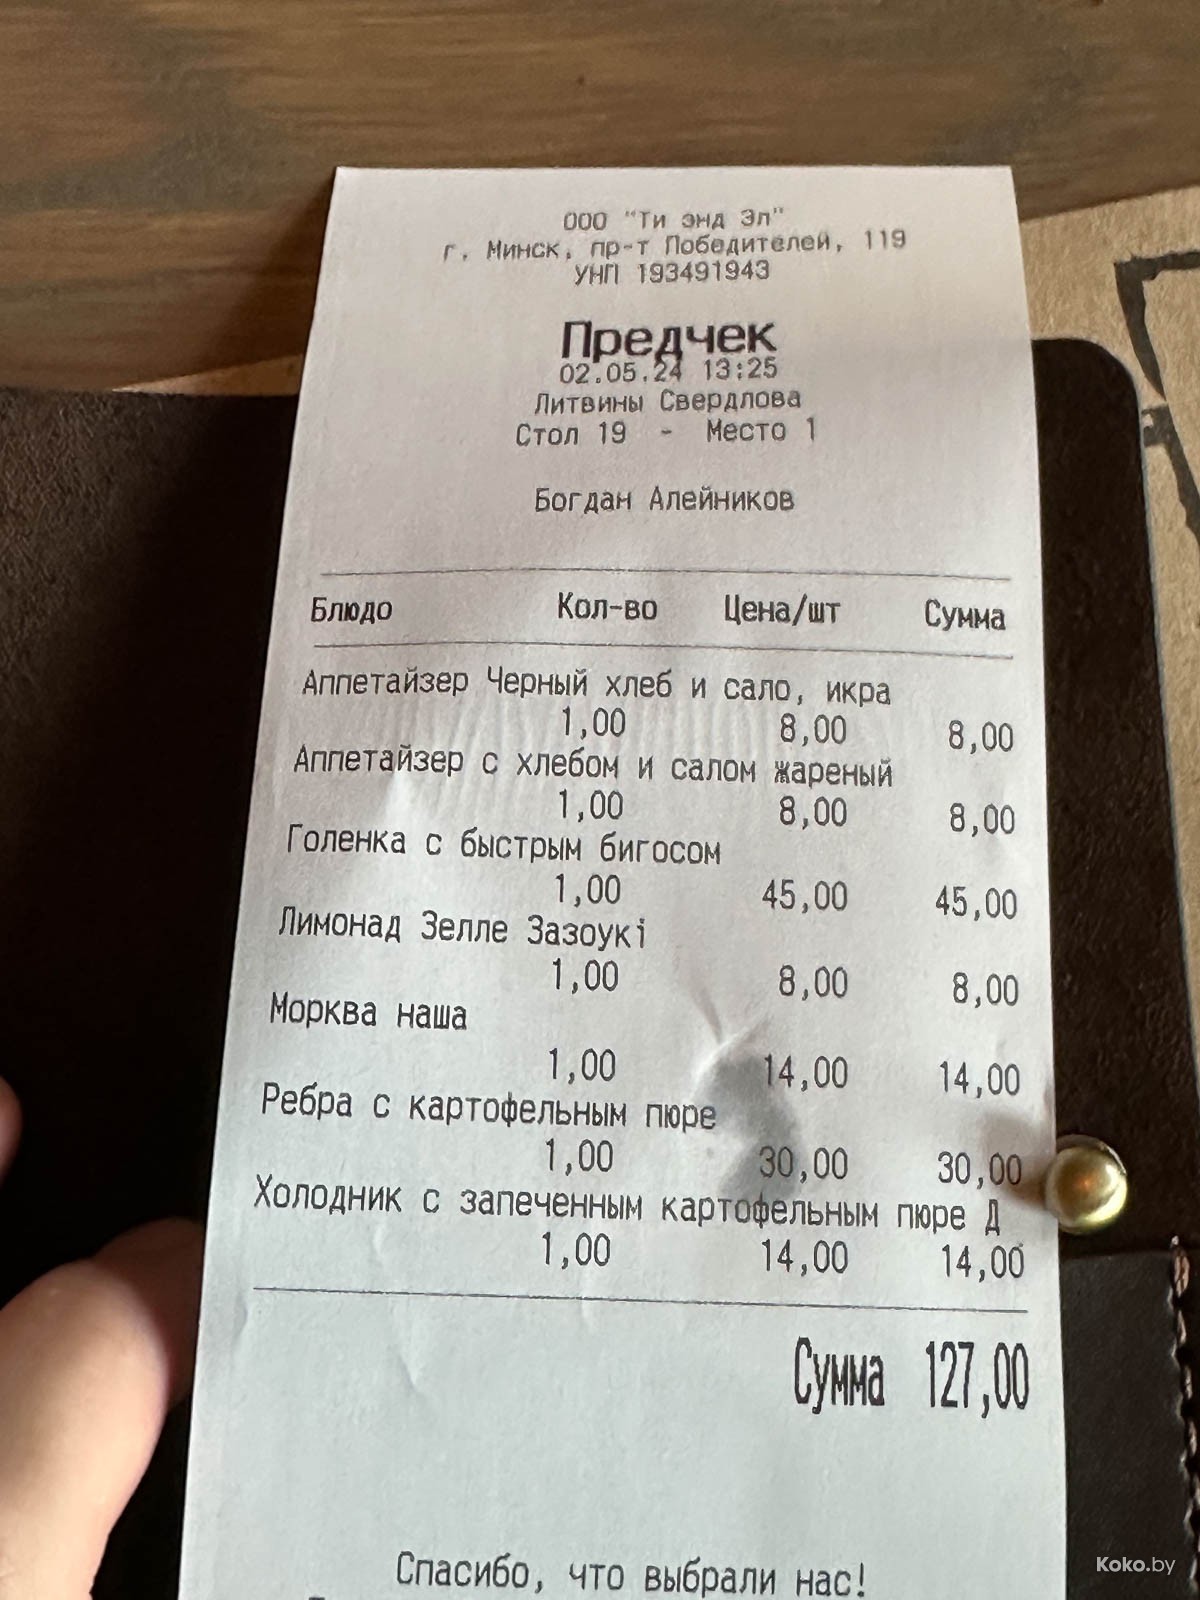 ООО "Ти энд Эл"
г. Минск, пр-т Победителей, 119
УНП 193491943
Предчек
02.05.24 13:25
Литвины Свердлова
Стол 19 - Место 1
Богдан Алейников
Блюдо Кол-во Цена/шт Сумма
Аппетайзер Черный хлеб и сало, икра
1,00 8,00 8,00
Аппетайзер с хлебом и салом жареный
1,00 8,00 8,00
Голенка с быстрым бигосом
1,00 45,00 45,00
Лимонад Зелле Зазоукі
1,00 8,00 8,00
Морква наша
1,00 14,00 14,00
Ребра с картофельным пюре
1,00 30,00 30,00
Холодник с запеченным картофельным пюре Д
1,00 14,00 14,00
Сумма 127,00
Спасибо, что выбрали нас!
Koko.by